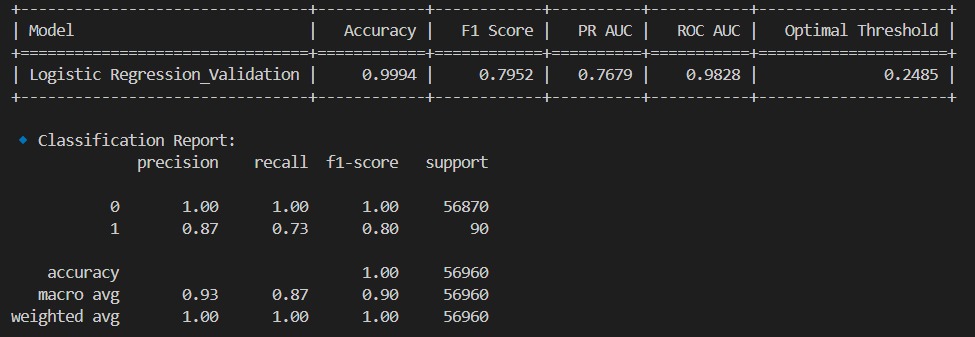 Model Accuracy F1 Score PR AUC ROC AUC Optimal Threshold
Logistic Regression_Validation 0.9994 0.7952 0.7679 0.9828 0.2485
🔹 Classification Report:
precision recall f1-score support
0 1.00 1.00 1.00 56870
1 0.87 0.73 0.80 90
accuracy 1.00 56960
macro avg 0.93 0.87 0.90 56960
weighted avg 1.00 1.00 1.00 56960